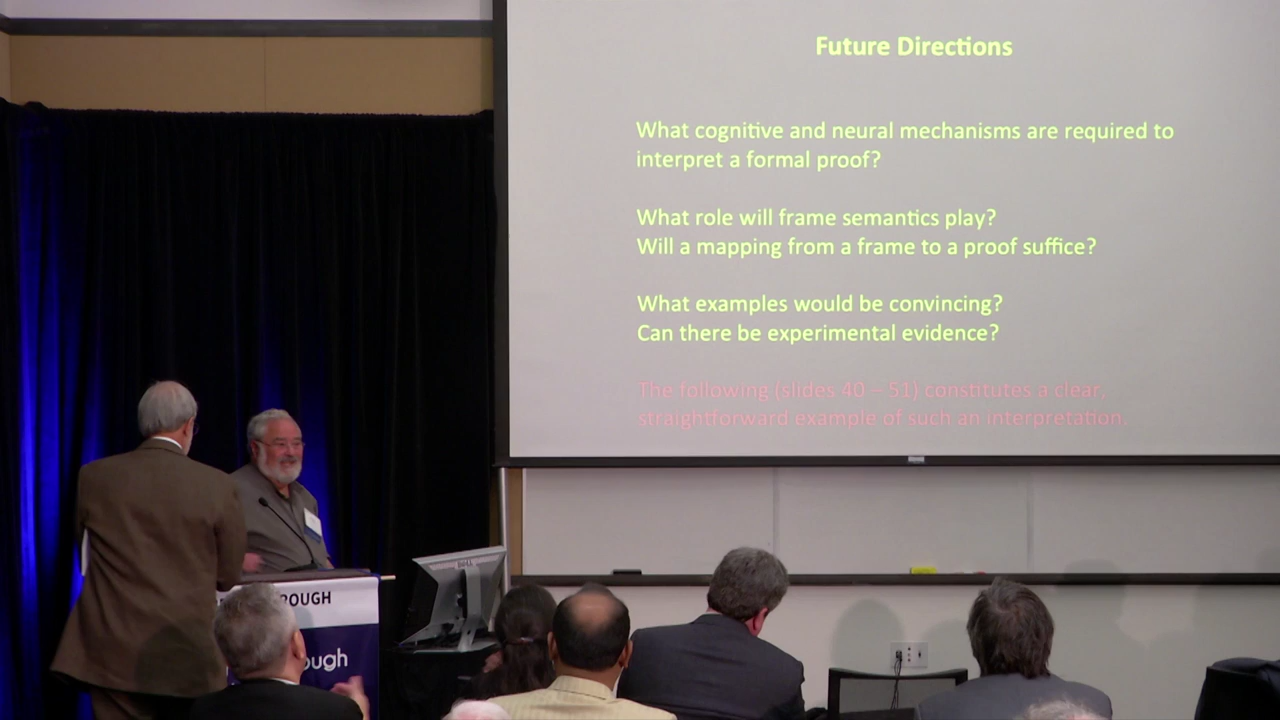 Future Directions
What cognitive and neural mechanisms are required to
interpret a formal proof?
What role will frame semantics play?
Will a mapping from a frame to a proof suffice?
What examples would be convincing?
Can there be experimental evidence?
The following (slides 40 – 51) constitutes a clear,
straightforward example of such an interpretation.
DELL